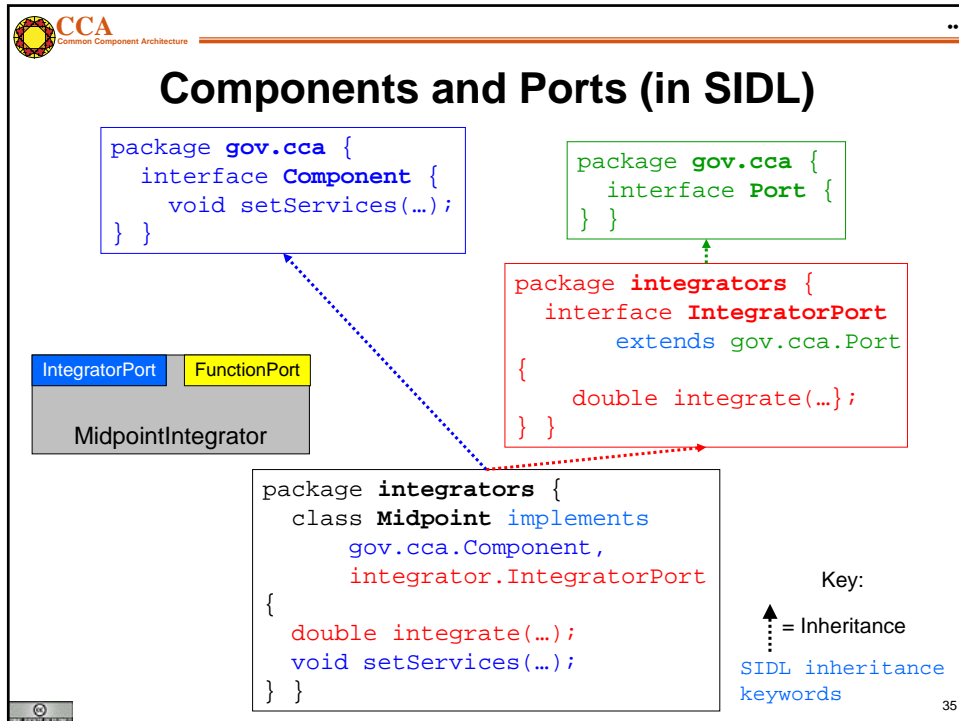 CCA
Common Component Architecture
Components and Ports (in SIDL)
package gov.cca {
interface Component {
void setServices(…);
} }
package gov.cca {
interface Port {
} }
package integrators {
interface IntegratorPort
extends gov.cca.Port
{
double integrate(…};
} }
IntegratorPort
FunctionPort
MidpointIntegrator
package integrators {
class Midpoint implements
gov.cca.Component,
integrator.IntegratorPort
{
double integrate(…);
void setServices(…);
} }
Key:
= Inheritance
SIDL inheritance
keywords
35